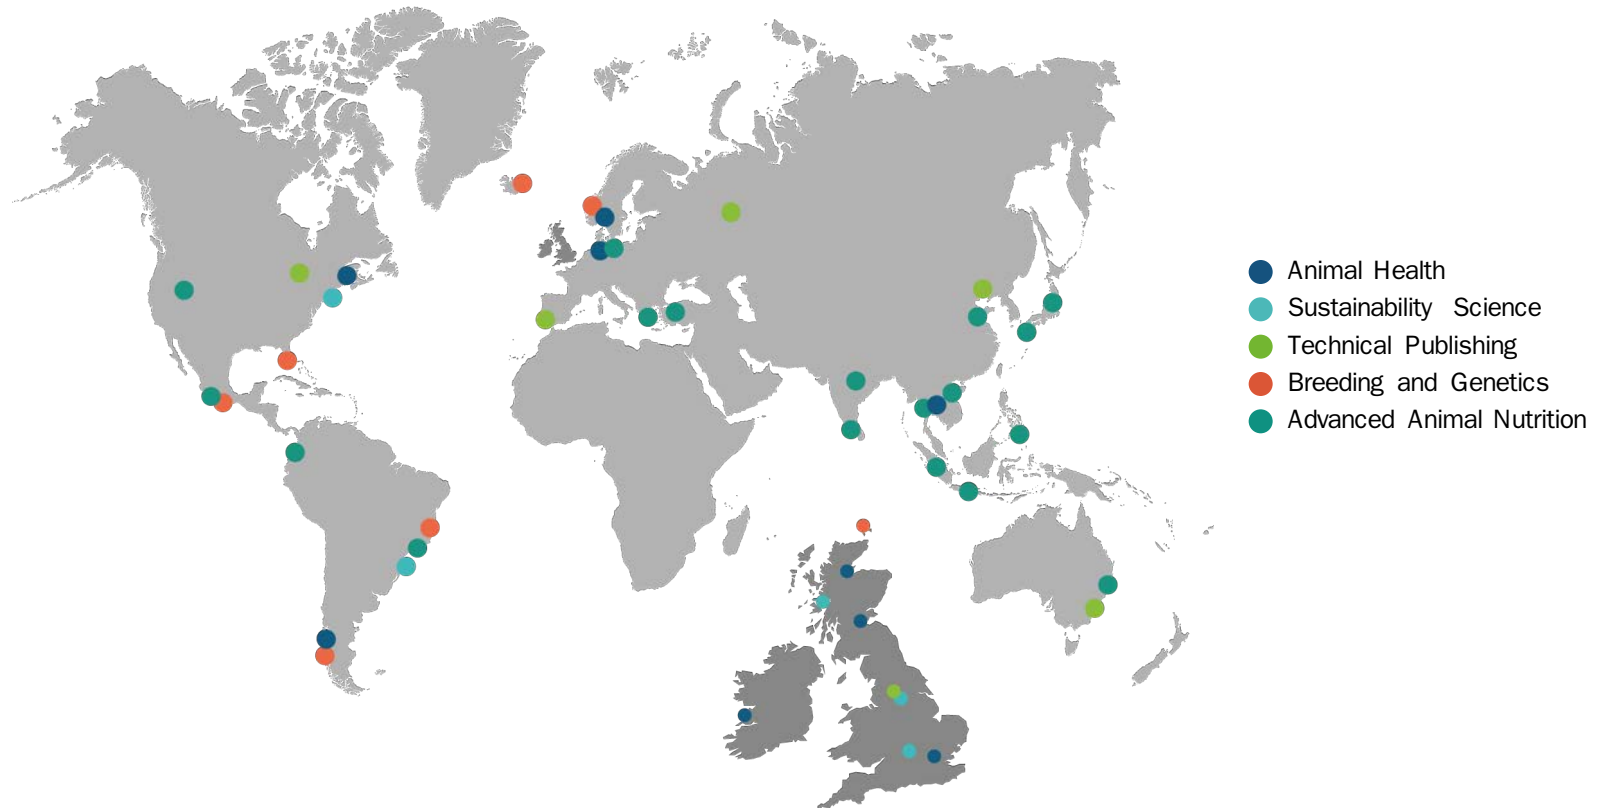 Animal Health
Sustainability Science
Technical Publishing
Breeding and Genetics
Advanced Animal Nutrition